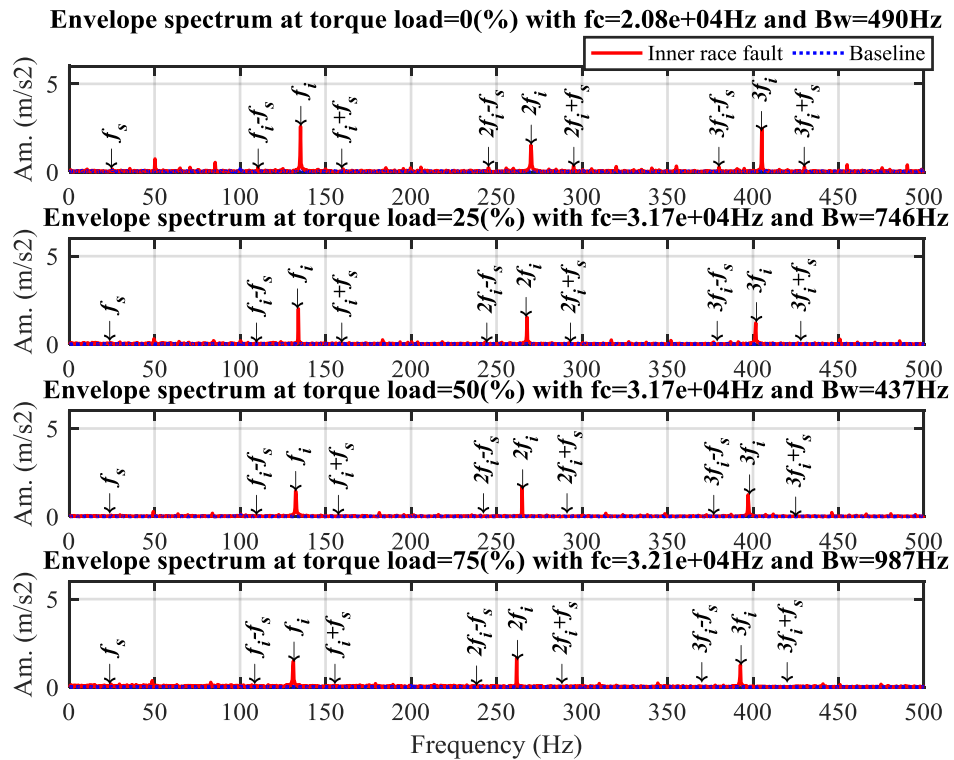 Envelope spectrum at torque load=0(%) with fc=2.08e+04Hz and Bw=490Hz
Inner race fault Baseline
Am. (m/s2)
5
0
fs fi-fs fi fi+fs 2fi-fs 2fi 2fi+fs 3fi-fs 3fi 3fi+fs
0 50 100 150 200 250 300 350 400 450 500
Envelope spectrum at torque load=25(%) with fc=3.17e+04Hz and Bw=746Hz
Am. (m/s2)
5
0
fs fi-fs fi fi+fs 2fi-fs 2fi 2fi+fs 3fi-fs 3fi 3fi+fs
0 50 100 150 200 250 300 350 400 450 500
Envelope spectrum at torque load=50(%) with fc=3.17e+04Hz and Bw=437Hz
Am. (m/s2)
5
0
fs fi-fs fi fi+fs 2fi-fs 2fi 2fi+fs 3fi-fs 3fi 3fi+fs
0 50 100 150 200 250 300 350 400 450 500
Envelope spectrum at torque load=75(%) with fc=3.21e+04Hz and Bw=987Hz
Am. (m/s2)
5
0
fs fi-fs fi fi+fs 2fi-fs 2fi 2fi+fs 3fi-fs 3fi 3fi+fs
0 50 100 150 200 250 300 350 400 450 500
Frequency (Hz)